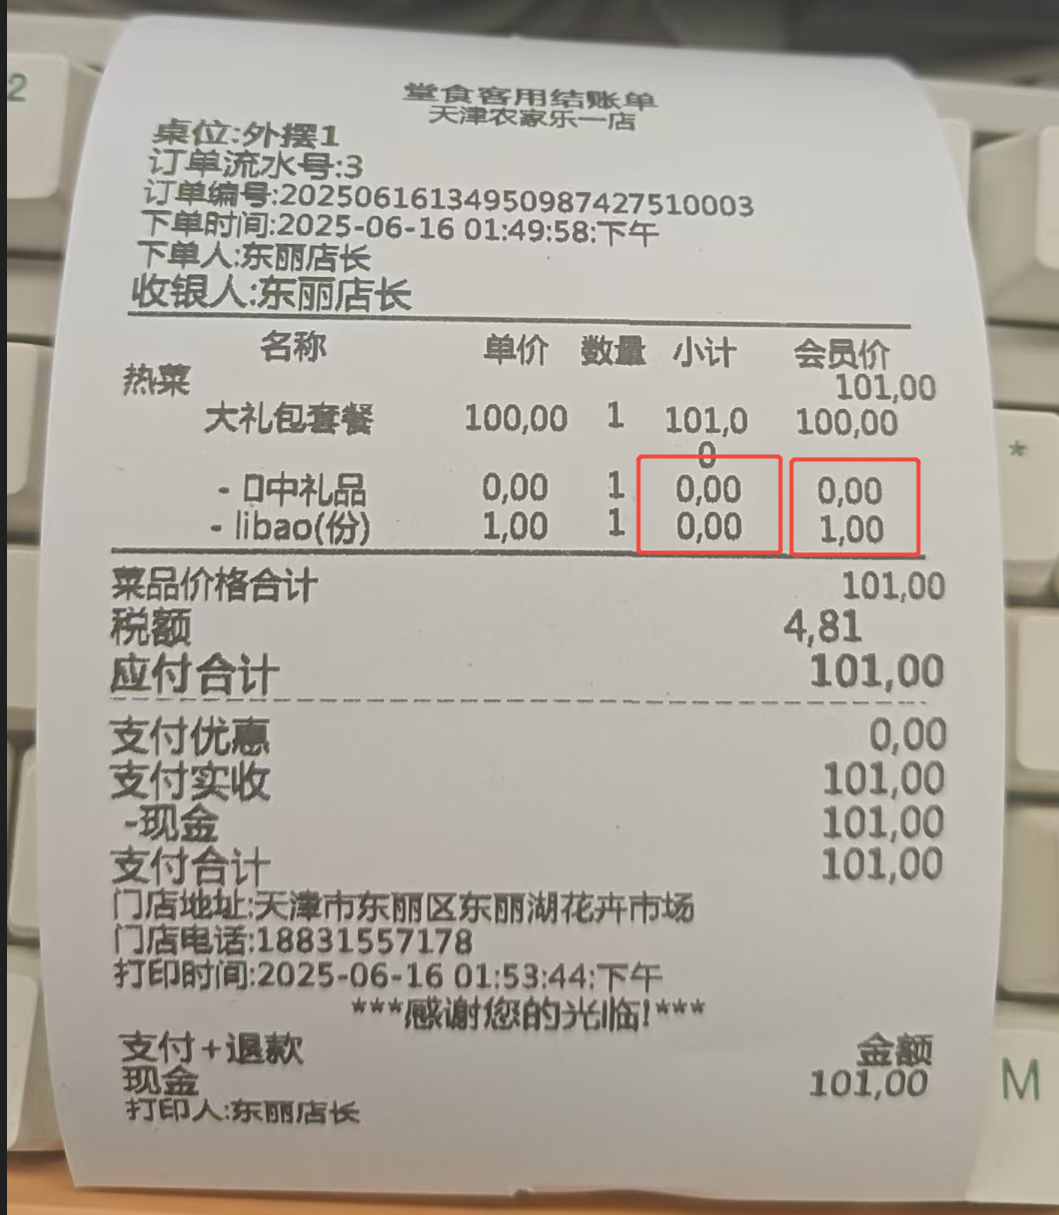 2
堂食客用结账单
天津农家乐一店
桌位:外摆1
订单流水号:3
订单编号:20250616134950987427510003
下单时间:2025-06-16 01:49:58:下午
下单人:东丽店长
收银人:东丽店长
名称 单价 数量 小计 会员价
热菜 101,00
大礼包套餐 100,00 1 101,0 100,00
0
- 口中礼品 0,00 1 0,00 0,00
- libao(份) 1,00 1 0,00 1,00
菜品价格合计 101,00
税额 4,81
应付合计 101,00
支付优惠 0,00
支付实收 101,00
-现金 101,00
支付合计 101,00
门店地址:天津市东丽区东丽湖花卉市场
门店电话:18831557178
打印时间:2025-06-16 01:53:44:下午
***感谢您的光临!***
支付+退款 金额
现金 101,00
打印人:东丽店长
*
M